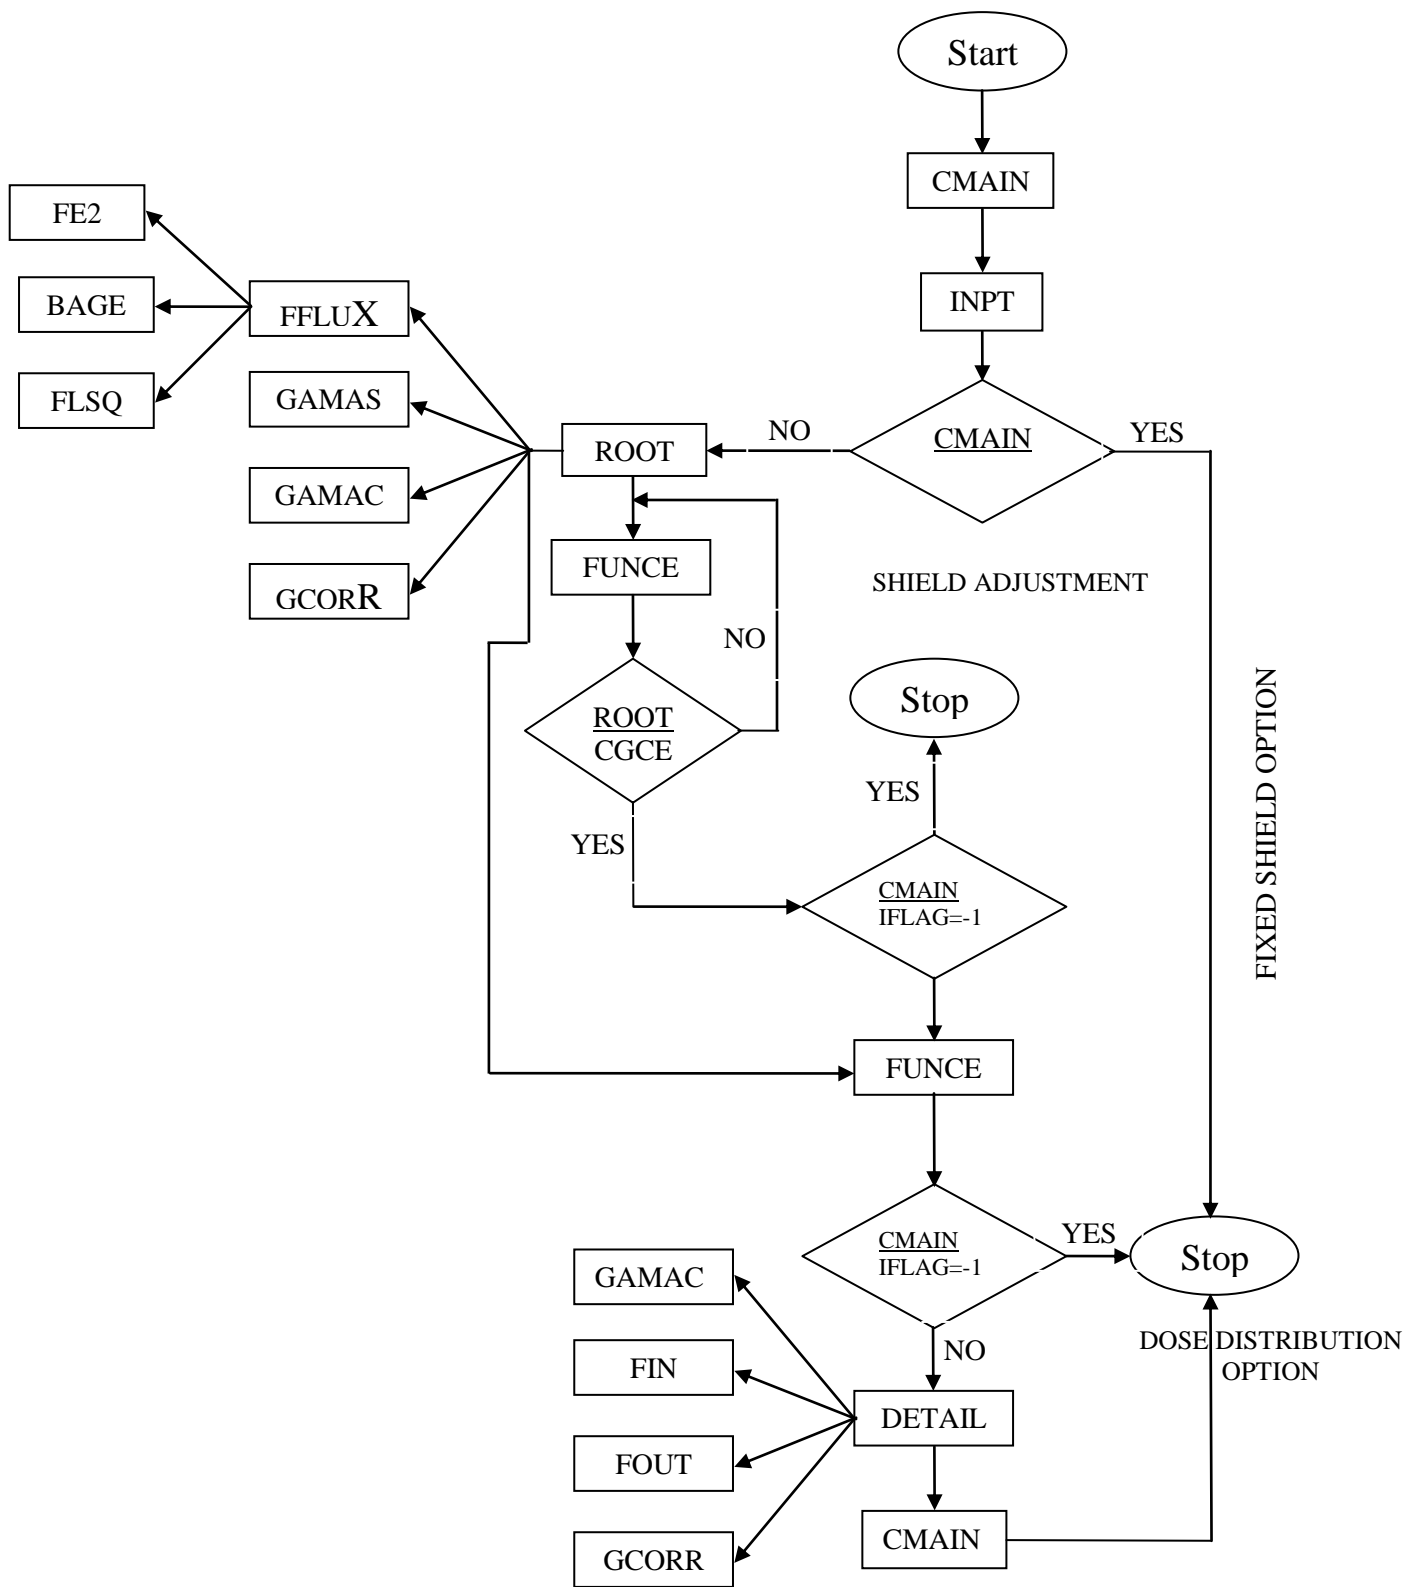 Start
CMAIN
FE2
INPT
BAGE
FFLUX
FLSQ
GAMAS
NO
CMAIN
YES
ROOT
GAMAC
FUNCE
SHIELD ADJUSTMENT
GCORR
NO
FIXED SHIELD OPTION
Stop
ROOT
CGCE
YES
YES
CMAIN
IFLAG=-1
FUNCE
CMAIN
IFLAG=-1
YES
Stop
GAMAC
NO
DOSE DISTRIBUTION
OPTION
FIN
DETAIL
FOUT
CMAIN
GCORR